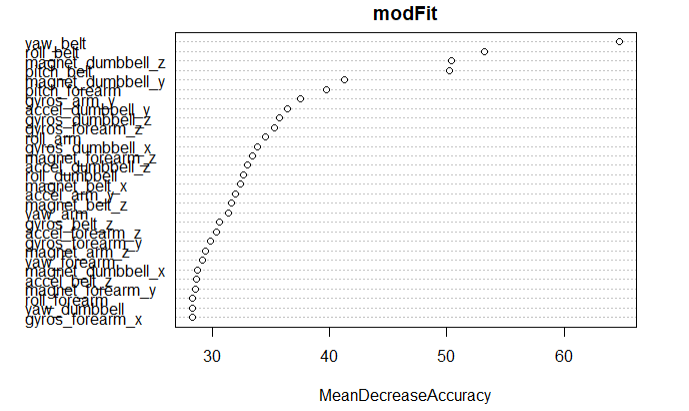 modFit
yaw_belt
roll_belt
magnet_dumbbell_z
pitch_belt
magnet_dumbbell_y
pitch_forearm
gyros_arm_y
accel_dumbbell_y
gyros_dumbbell_z
gyros_forearm_z
roll_arm
gyros_dumbbell_x
magnet_forearm_z
accel_dumbbell_z
roll_dumbbell
magnet_belt_x
accel_arm_y
magnet_belt_z
yaw_arm
gyros_belt_z
accel_forearm_z
gyros_forearm_y
magnet_arm_z
yaw_forearm
magnet_dumbbell_x
accel_belt_z
magnet_forearm_y
roll_forearm
yaw_dumbbell
gyros_forearm_x
30 40 50 60
MeanDecreaseAccuracy